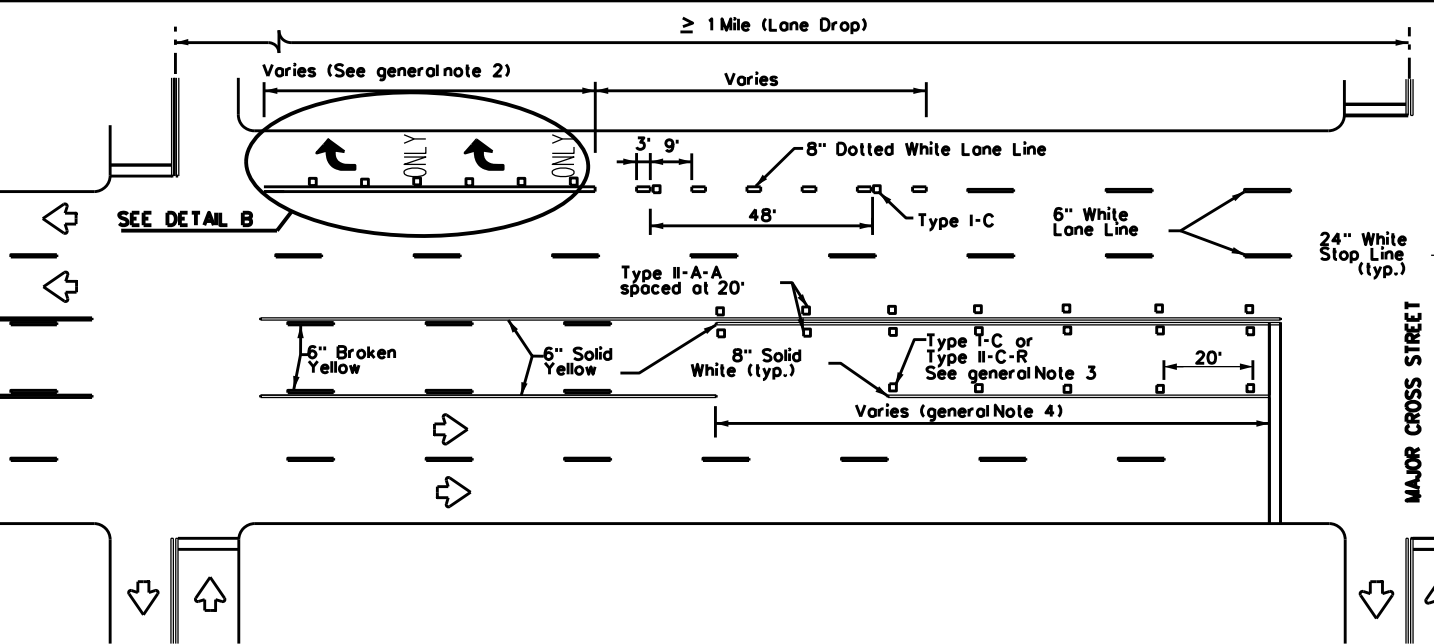 ≥ 1 Mile (Lane Drop)
Varies (See general note 2)
Varies
ONLY
ONLY
3'
9'
8" Dotted White Lane Line
SEE DETAIL B
48'
Type I-C
6" White
Lane Line
24" White
Stop Line
(typ.)
Type II-A-A
spaced at 20'
6" Broken
Yellow
6" Solid
Yellow
8" Solid
White (typ.)
Type I-C or
Type II-C-R
See general Note 3
20'
Varies (general Note 4)
MAJOR CROSS STREET